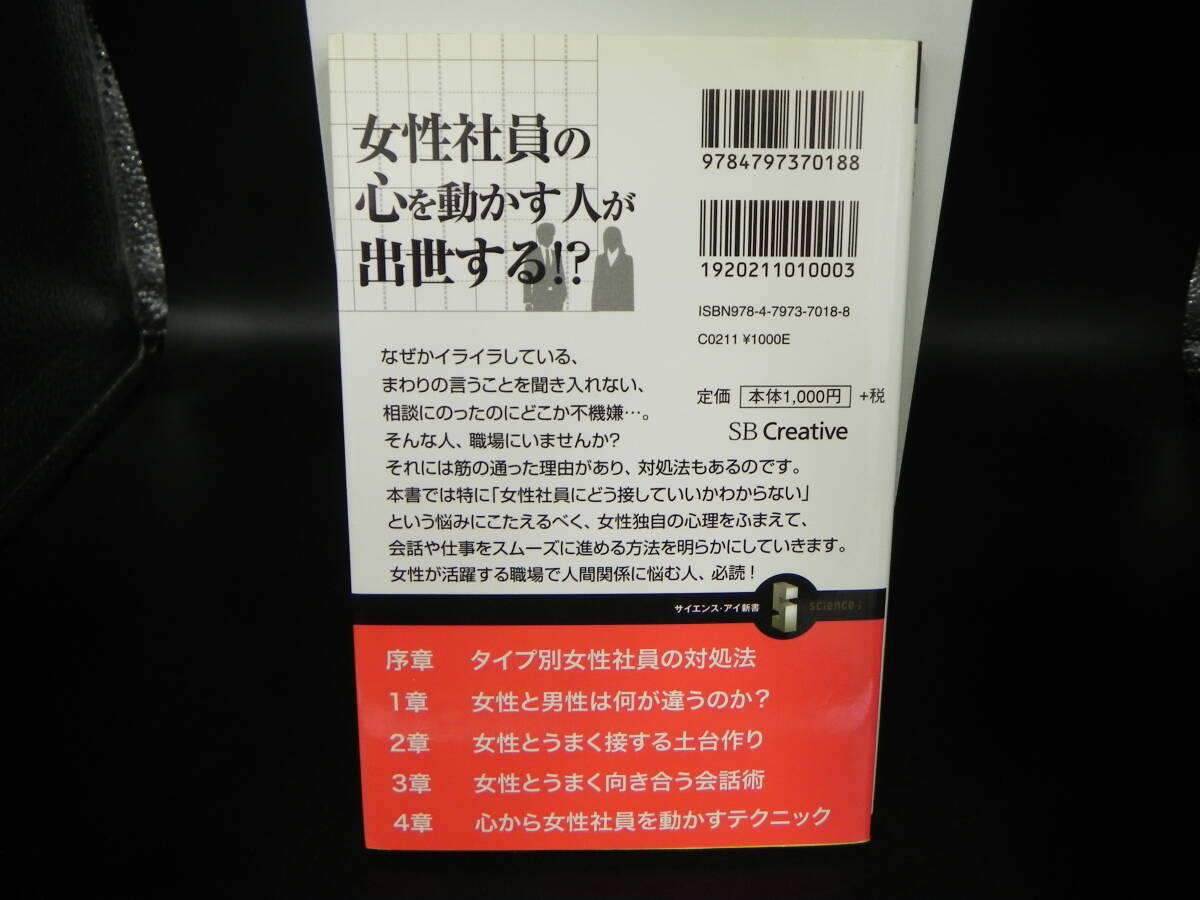 女性社員の
心を動かす人が
出世する!?
9784797370188
1920211010003
ISBN978-4-7973-7018-8
C0211 ¥1000E
定価 本体1,000円 +税
SB Creative
なぜかイライラしている、
まわりの言うことを聞き入れない、
相談にのったのにどこか不機嫌…。
そんな人、職場にいませんか?
それには筋の通った理由があり、対処法もあるのです。
本書では特に「女性社員にどう接していいかわからない」
という悩みにこたえるべく、女性独自の心理をふまえて、
会話や仕事をスムーズに進める方法を明らかにしていきます。
女性が活躍する職場で人間関係に悩む人、必読!
サイエンス・アイ新書 science・i
序章 タイプ別女性社員の対処法
1章 女性と男性は何が違うのか?
2章 女性とうまく接する土台作り
3章 女性とうまく向き合う会話術
4章 心から女性社員を動かすテクニック